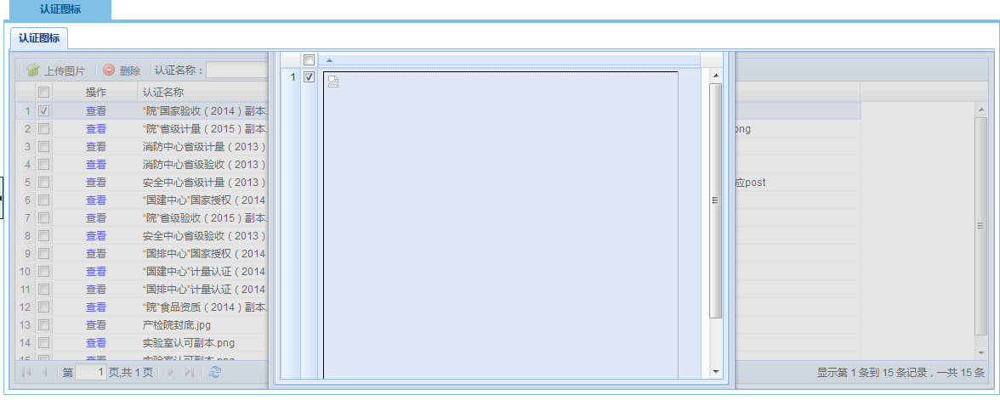 认证图标
认证图标
上传图片 删除 认证名称：
操作 认证名称
1 查看 “院”国家验收（2014）副本.
2 查看 “院”省级计量（2015）副本. png
3 查看 消防中心省级计量（2013）
4 查看 消防中心省级验收（2013）
5 查看 安全中心省级计量（2013） 应post
6 查看 “国建中心”国家授权（2014
7 查看 “院”省级验收（2015）副本.
8 查看 安全中心省级验收（2013）
9 查看 “国排中心”国家授权（2014
10 查看 “国建中心”计量认证（2014
11 查看 “国排中心”计量认证（2014
12 查看 “院”食品资质（2014）副本.
13 查看 产检院封底.jpg
14 查看 实验室认可副本.png
15 查看 实验室认可副本.png
1
第 1 页,共 1 页
显示第 1 条到 15 条记录，一共 15 条